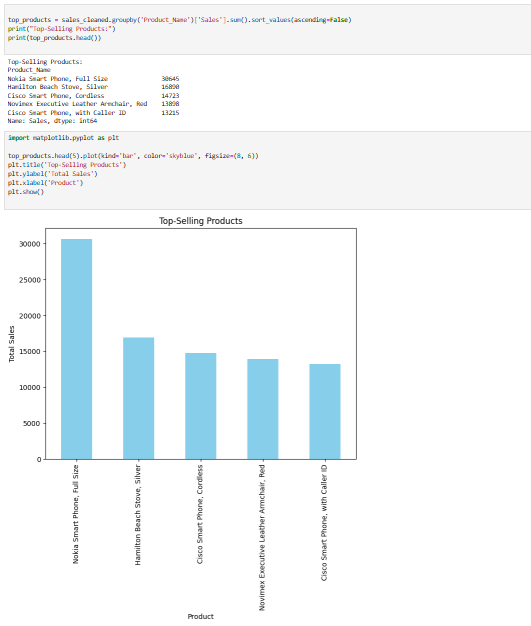 top_products = sales_cleaned.groupby('Product_Name')['Sales'].sum().sort_values(ascending=False)
print("Top-Selling Products:")
print(top_products.head())
Top-Selling Products:
Product_Name
Nokia Smart Phone, Full Size 30645
Hamilton Beach Stove, Silver 16890
Cisco Smart Phone, Cordless 14723
Novimex Executive Leather Armchair, Red 13898
Cisco Smart Phone, with Caller ID 13215
Name: Sales, dtype: int64
import matplotlib.pyplot as plt
top_products.head(5).plot(kind='bar', color='skyblue', figsize=(8, 6))
plt.title('Top-Selling Products')
plt.ylabel('Total Sales')
plt.xlabel('Product')
plt.show()
Top-Selling Products
Total Sales
30000
25000
20000
15000
10000
5000
0
Nokia Smart Phone, Full Size
Hamilton Beach Stove, Silver
Cisco Smart Phone, Cordless
Novimex Executive Leather Armchair, Red
Cisco Smart Phone, with Caller ID
Product